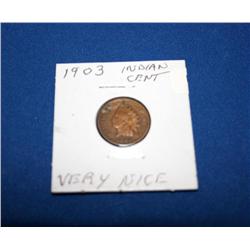 1903 INDIAN
CENT
VERY NICE